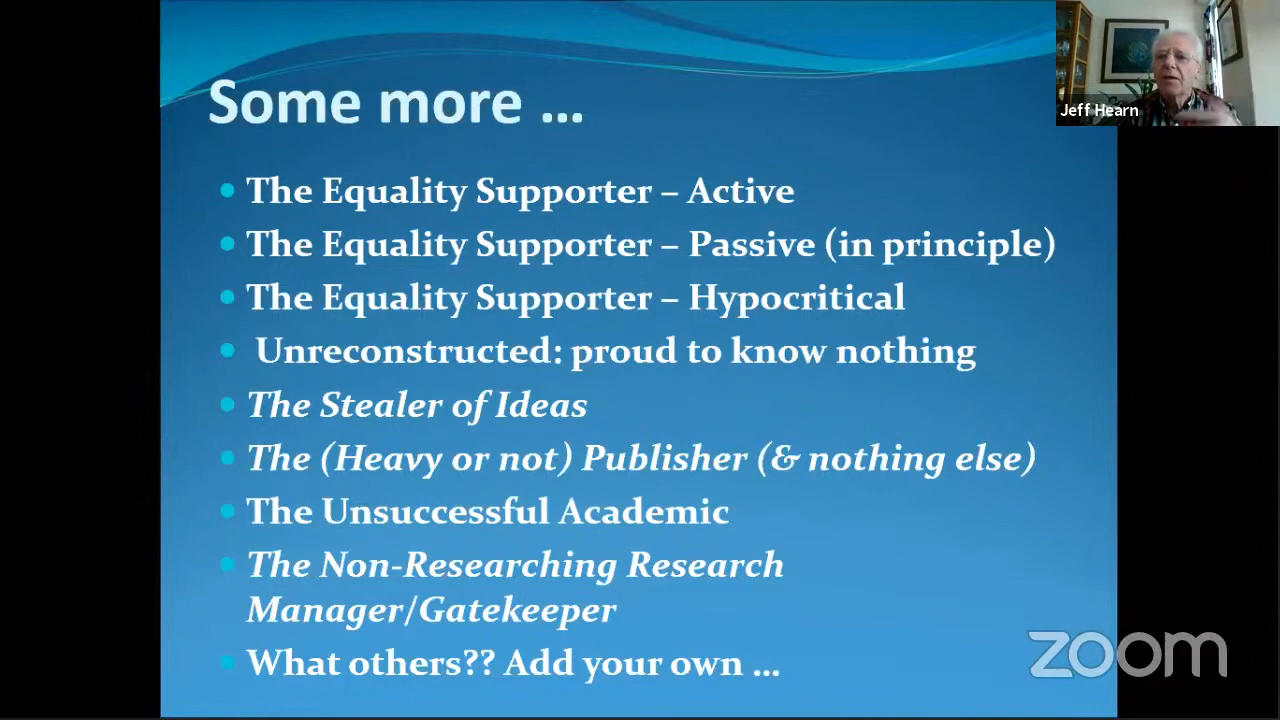 Some more ...
Jeff Hearn
The Equality Supporter – Active
The Equality Supporter – Passive (in principle)
The Equality Supporter – Hypocritical
Unreconstructed: proud to know nothing
The Stealer of Ideas
The (Heavy or not) Publisher (& nothing else)
The Unsuccessful Academic
The Non-Researching Research
Manager/Gatekeeper
What others?? Add your own ...
zoom